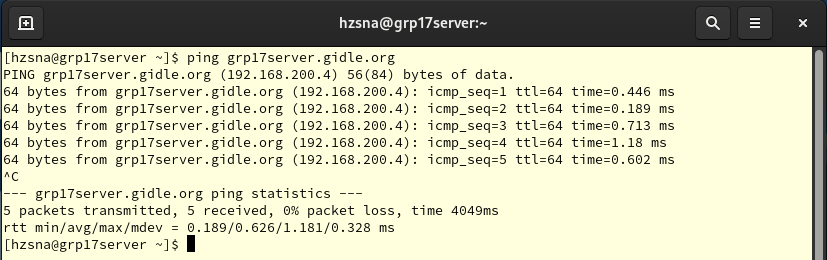 hzsna@grp17server:~
[hzsna@grp17server ~]$ ping grp17server.gidle.org
PING grp17server.gidle.org (192.168.200.4) 56(84) bytes of data.
64 bytes from grp17server.gidle.org (192.168.200.4): icmp_seq=1 ttl=64 time=0.446 ms
64 bytes from grp17server.gidle.org (192.168.200.4): icmp_seq=2 ttl=64 time=0.189 ms
64 bytes from grp17server.gidle.org (192.168.200.4): icmp_seq=3 ttl=64 time=0.713 ms
64 bytes from grp17server.gidle.org (192.168.200.4): icmp_seq=4 ttl=64 time=1.18 ms
64 bytes from grp17server.gidle.org (192.168.200.4): icmp_seq=5 ttl=64 time=0.602 ms
^C
--- grp17server.gidle.org ping statistics ---
5 packets transmitted, 5 received, 0% packet loss, time 4049ms
rtt min/avg/max/mdev = 0.189/0.626/1.181/0.328 ms
[hzsna@grp17server ~]$